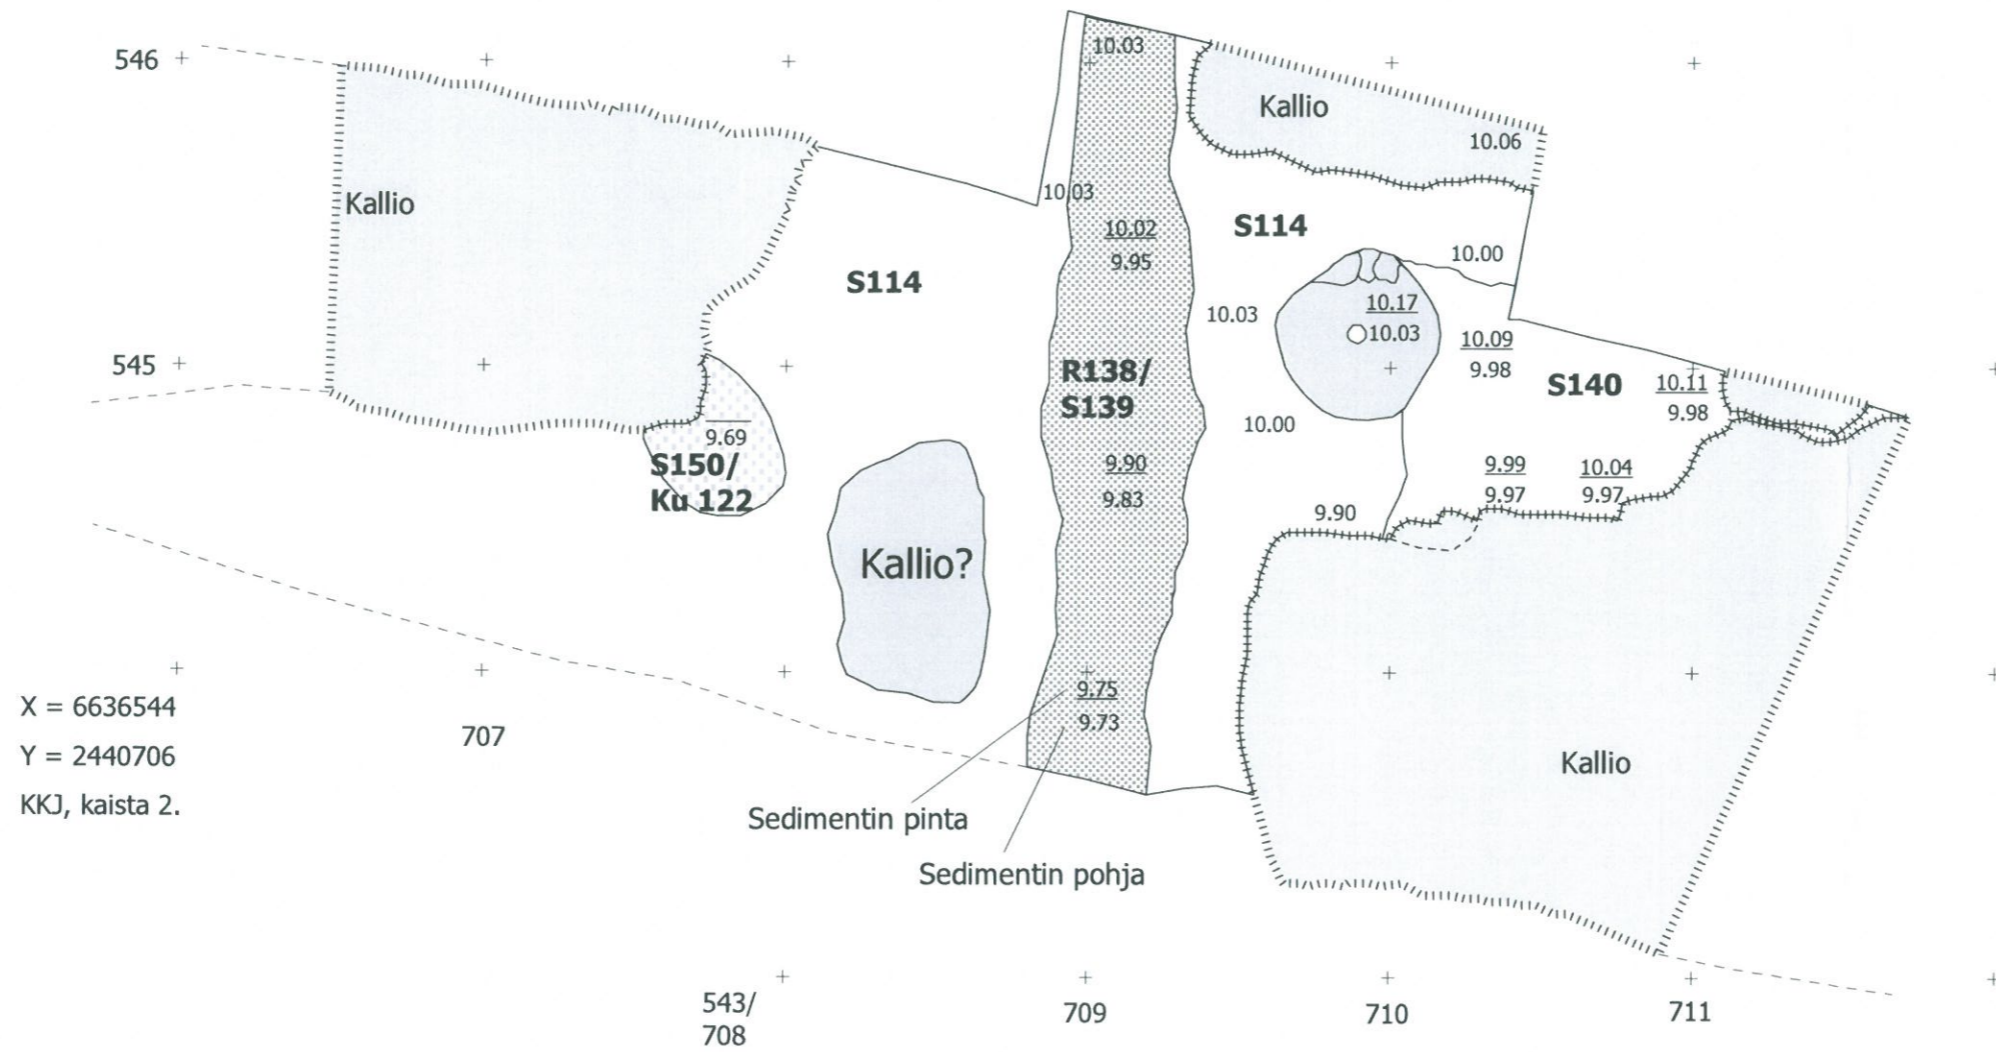 546
10.03
Kallio
10.06
Kallio
10.03
10.02
9.95
S114
10.00
S114
10.17
10.03
10.03
10.09
9.98
545
R138/
S139
S140
10.11
9.98
10.00
9.69
S150/
Ku 122
9.90
9.83
9.99
9.97
10.04
9.97
9.90
Kallio?
9.75
9.73
X = 6636544
Y = 2440706
KKJ, kaista 2.
707
Kallio
Sedimentin pinta
Sedimentin pohja
543/
708
709
710
711